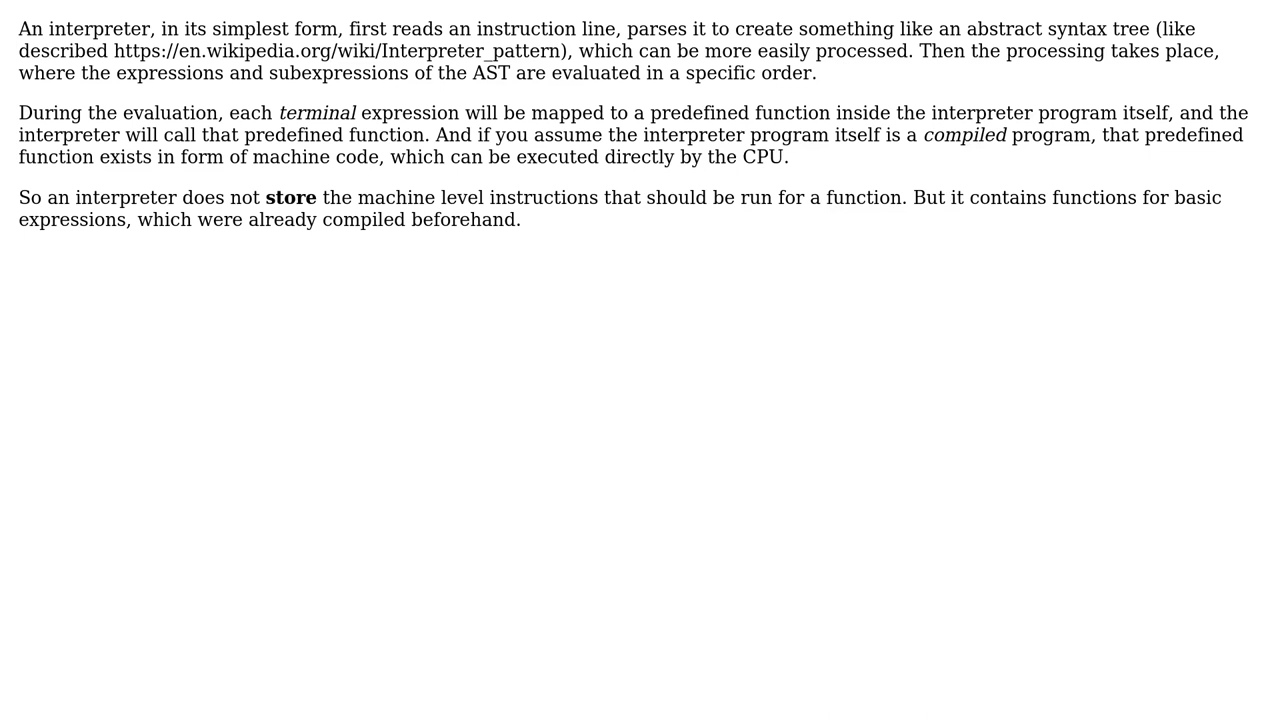 An interpreter, in its simplest form, first reads an instruction line, parses it to create something like an abstract syntax tree (like
described https://en.wikipedia.org/wiki/Interpreter_pattern), which can be more easily processed. Then the processing takes place,
where the expressions and subexpressions of the AST are evaluated in a specific order.
During the evaluation, each terminal expression will be mapped to a predefined function inside the interpreter program itself, and the
interpreter will call that predefined function. And if you assume the interpreter program itself is a compiled program, that predefined
function exists in form of machine code, which can be executed directly by the CPU.
So an interpreter does not store the machine level instructions that should be run for a function. But it contains functions for basic
expressions, which were already compiled beforehand.